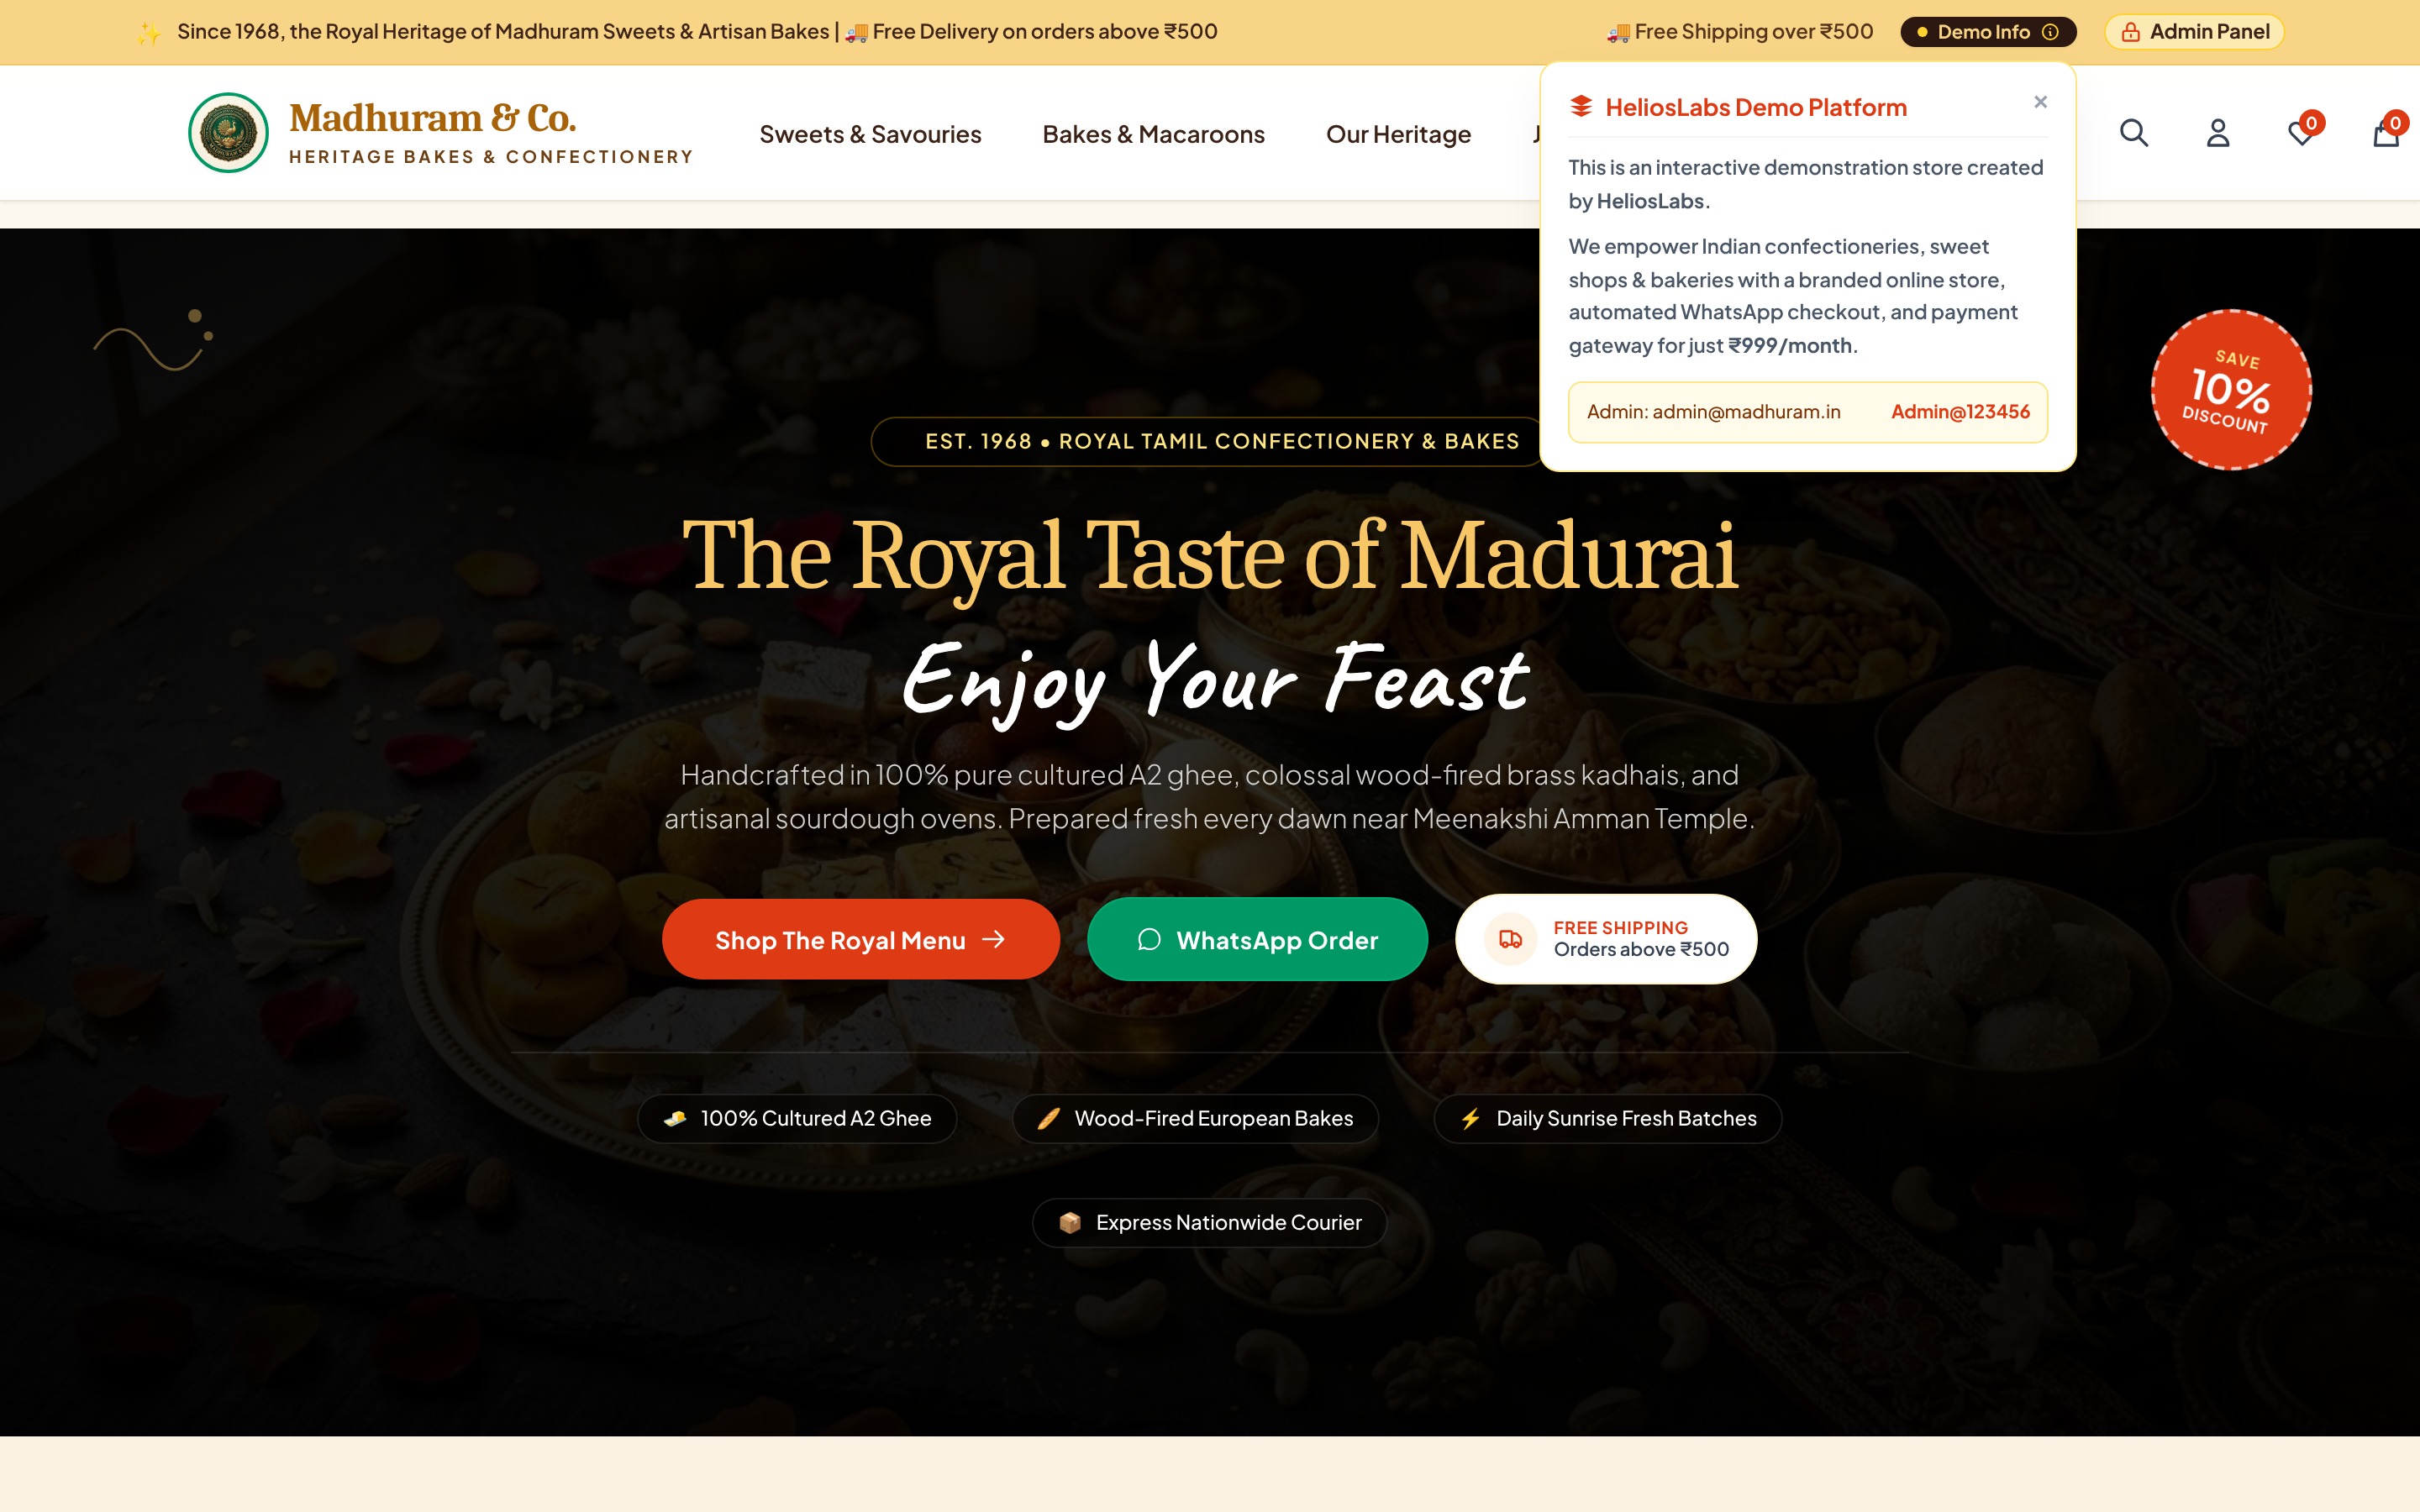 ✨ Since 1968, the Royal Heritage of Madhuram Sweets & Artisan Bakes | 🚚 Free Delivery on orders above ₹500
🚚 Free Shipping over ₹500
Demo Info
Admin Panel
Madhuram & Co.
HERITAGE BAKES & CONFECTIONERY
Sweets & Savouries
Bakes & Macaroons
Our Heritage
0
0
HeliosLabs Demo Platform
×
This is an interactive demonstration store created
by HeliosLabs.
We empower Indian confectioneries, sweet
shops & bakeries with a branded online store,
automated WhatsApp checkout, and payment
gateway for just ₹999/month.
Admin: admin@madhuram.in Admin@123456
SAVE
10%
DISCOUNT
EST. 1968 • ROYAL TAMIL CONFECTIONERY & BAKES
The Royal Taste of Madurai
Enjoy Your Feast
Handcrafted in 100% pure cultured A2 ghee, colossal wood-fired brass kadhais, and
artisanal sourdough ovens. Prepared fresh every dawn near Meenakshi Amman Temple.
Shop The Royal Menu →
WhatsApp Order
FREE SHIPPING
Orders above ₹500
🧈 100% Cultured A2 Ghee
🥖 Wood-Fired European Bakes
⚡ Daily Sunrise Fresh Batches
📦 Express Nationwide Courier